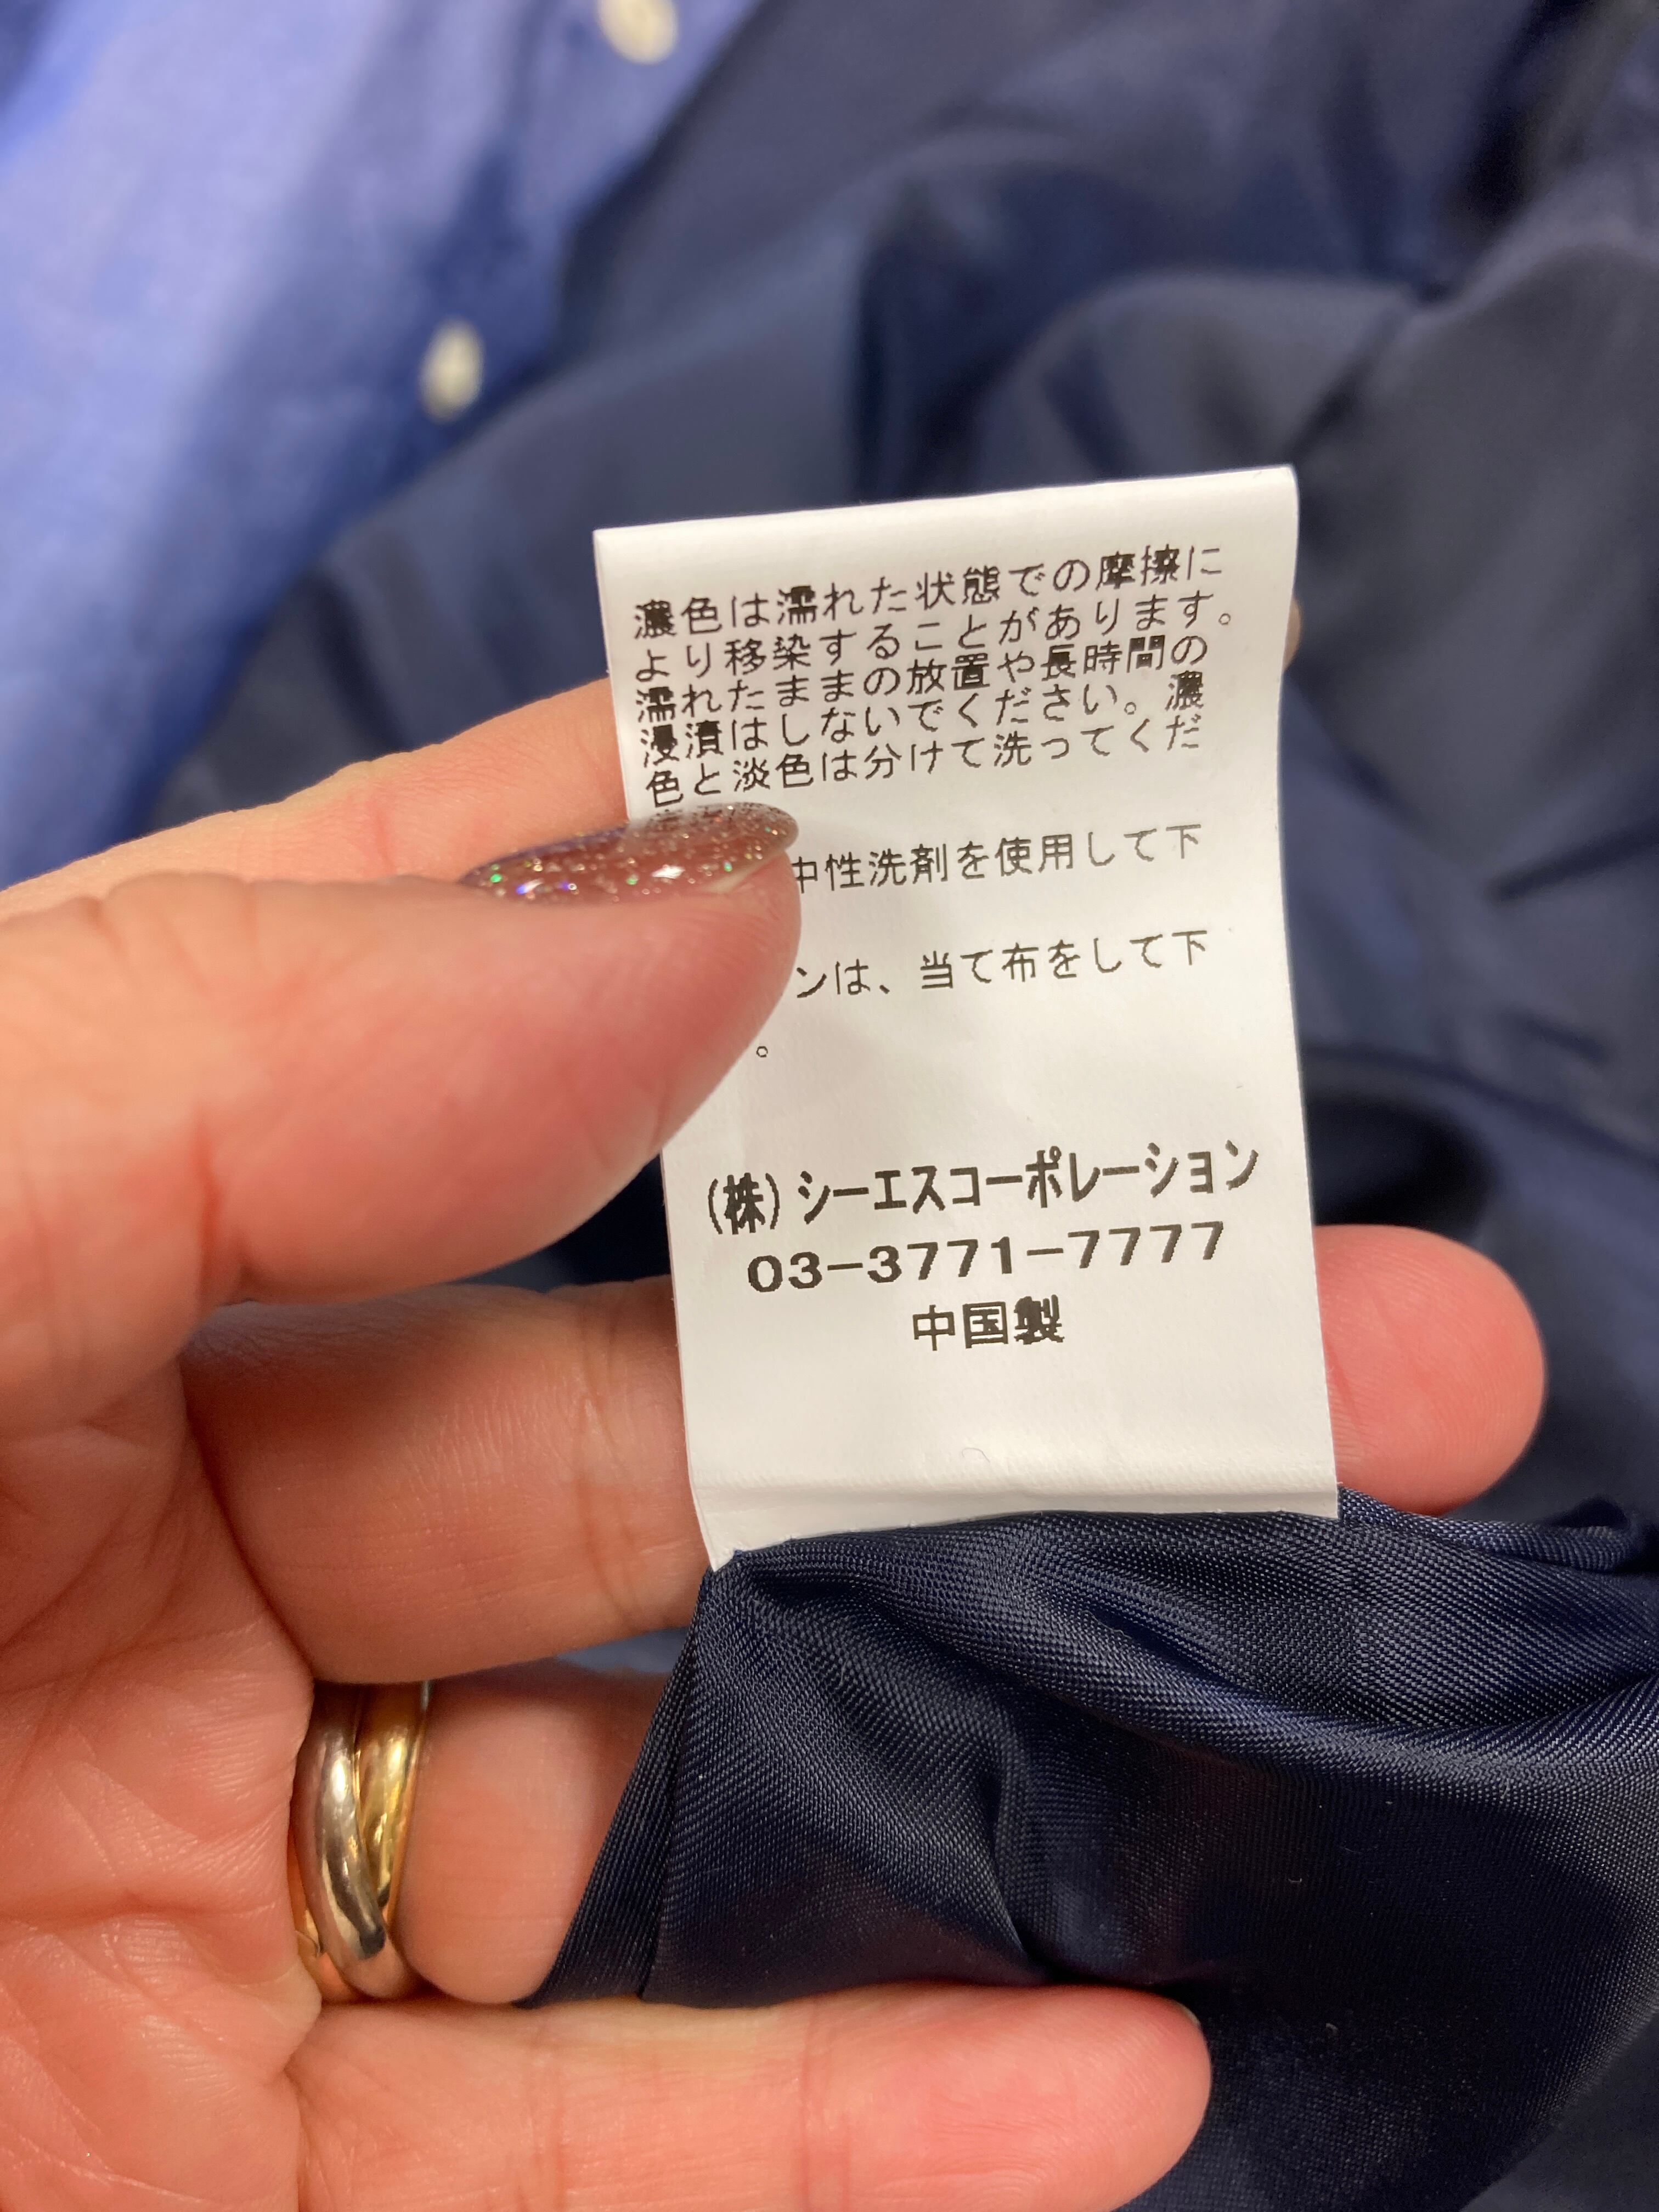 濃色は濡れた状態での摩擦に
より移染することがあります。
濡れたままの放置や長時間の
浸漬はしないでください。濃
色と淡色は分けて洗ってくだ
中性洗剤を使用して下
ンは、当て布をして下
。
(株)シーエスコーポレーション
03-3771-7777
中国製